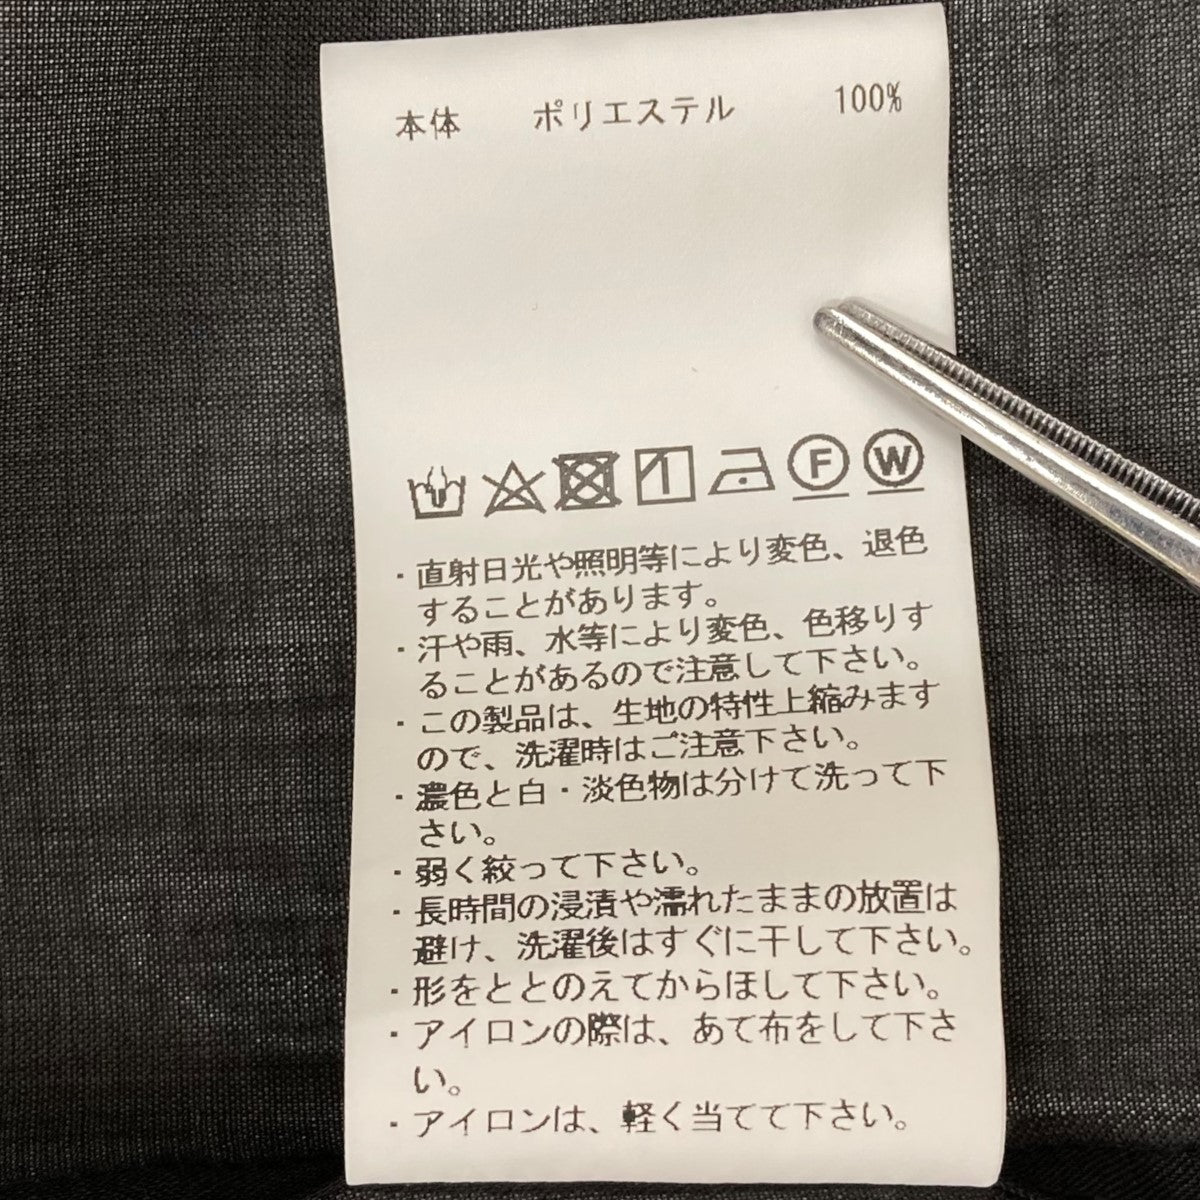 本体 ポリエステル 100%
F W
・直射日光や照明等により変色、退色
することがあります。
・汗や雨、水等により変色、色移りす
ることがあるので注意して下さい。
・この製品は、生地の特性上縮みます
ので、洗濯時はご注意下さい。
・濃色と白・淡色物は分けて洗って下
さい。
・弱く絞って下さい。
・長時間の浸漬や濡れたままの放置は
避け、洗濯後はすぐに干して下さい。
・形をととのえてからほして下さい。
・アイロンの際は、あて布をして下さ
い。
・アイロンは、軽く当てて下さい。